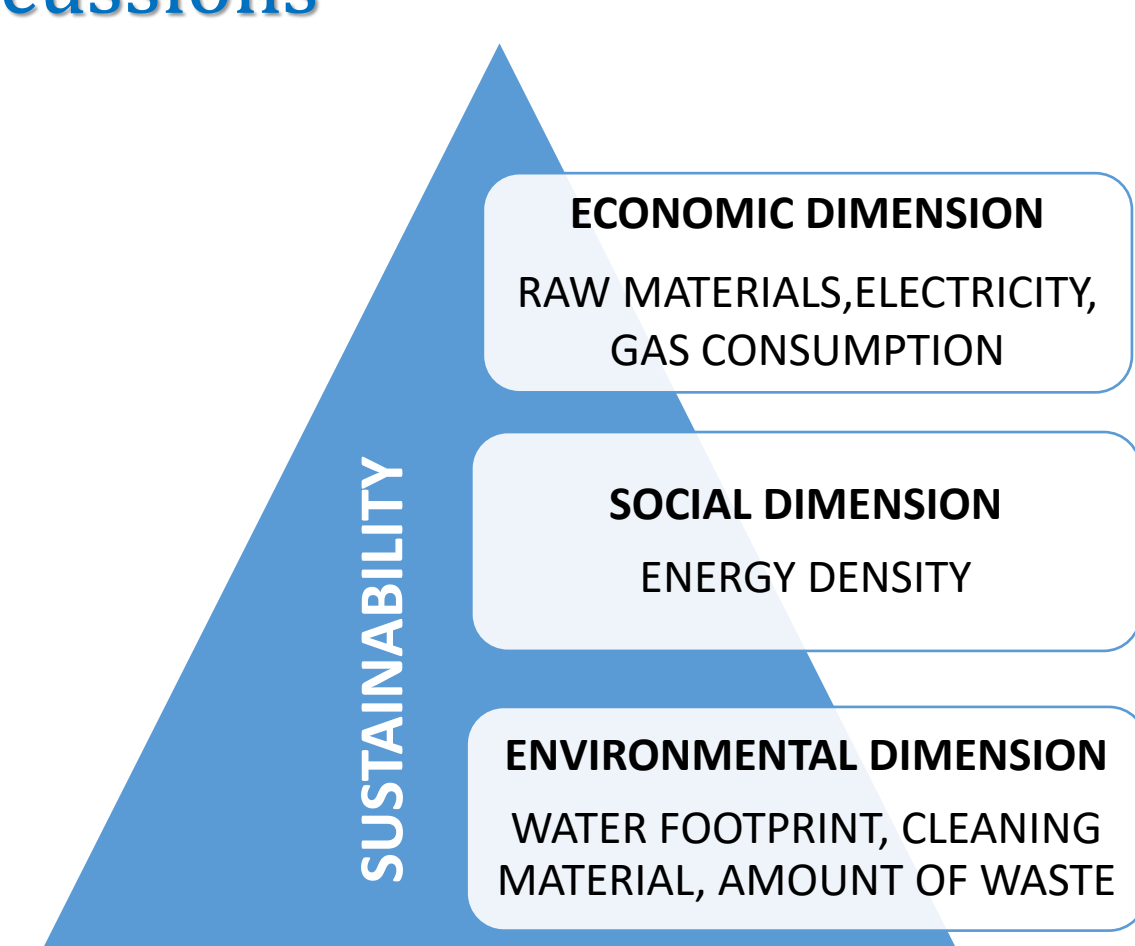 cussions
ECONOMIC DIMENSION
RAW MATERIALS,ELECTRICITY,
GAS CONSUMPTION
SUSTAINABILITY
SOCIAL DIMENSION
ENERGY DENSITY
ENVIRONMENTAL DIMENSION
WATER FOOTPRINT, CLEANING
MATERIAL, AMOUNT OF WASTE